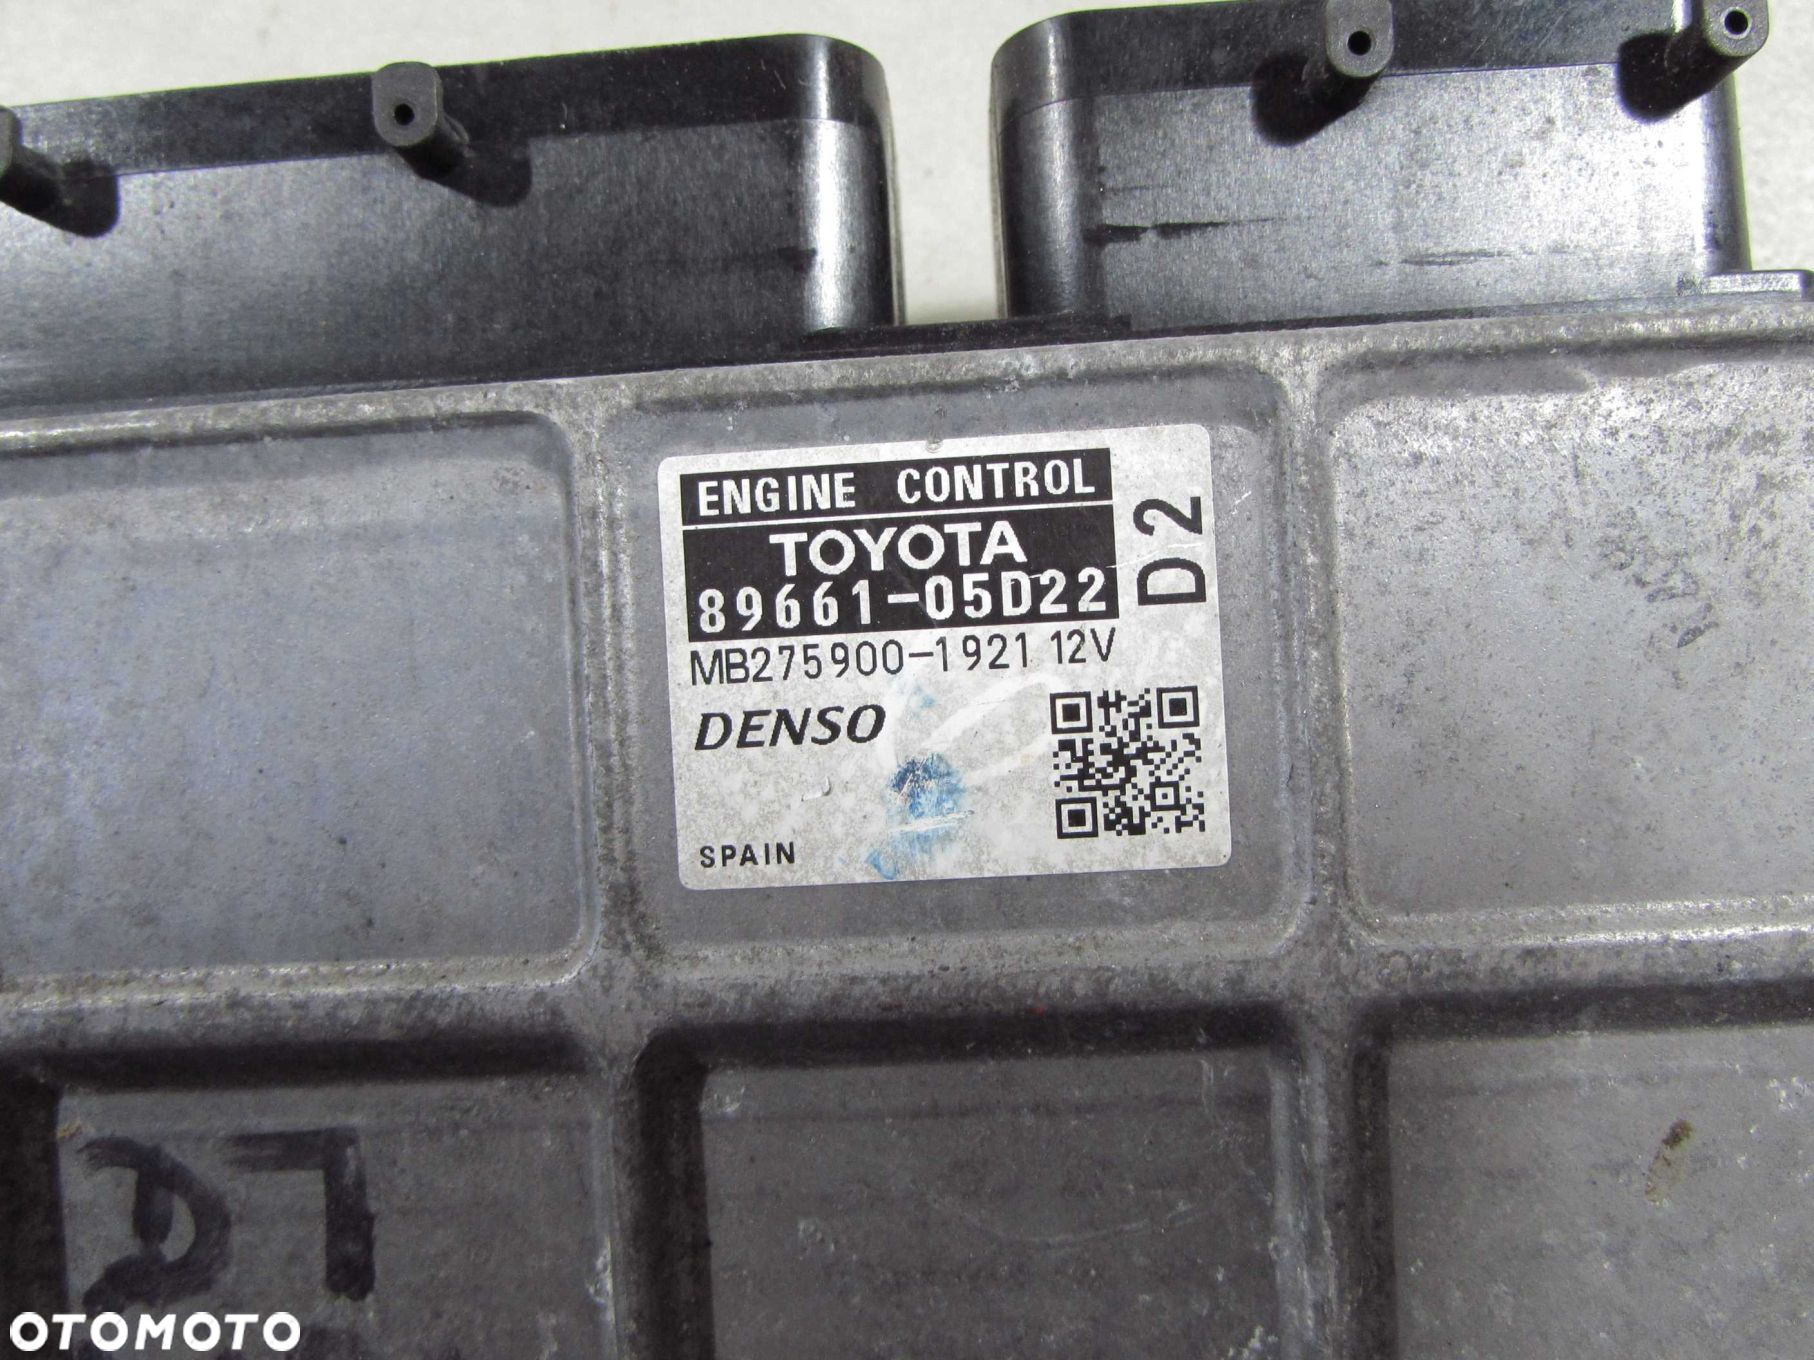 ENGINE CONTROL
TOYOTA
89661-05D22
D2
MB275900-1921 12V
DENSO
SPAIN
OTOMOTO